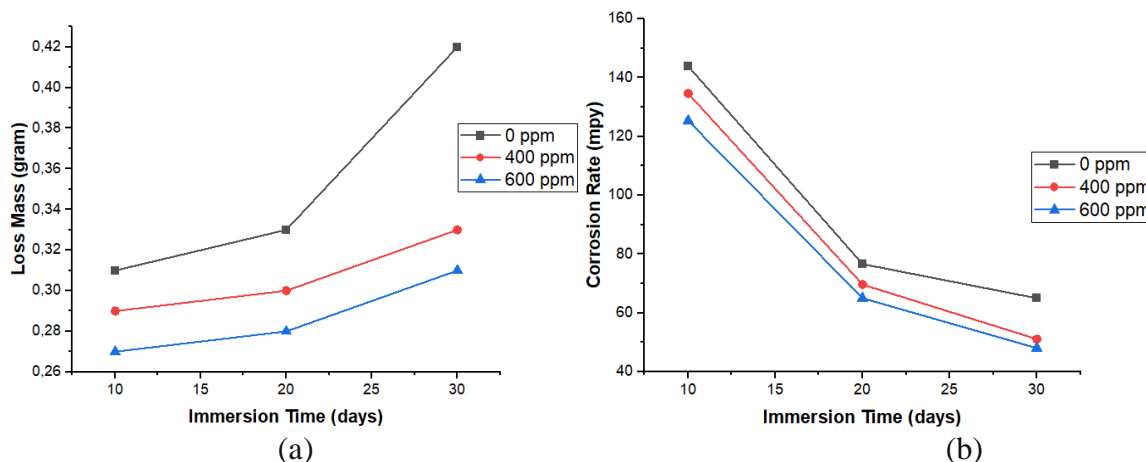 0,42
0,40
0,38
0,36
0,34
0,32
0,30
0,28
0,26
Loss Mass (gram)
10 15 20 25 30
Immersion Time (days)
0 ppm
400 ppm
600 ppm
(a)
160
140
120
100
80
60
40
Corrosion Rate (mpy)
10 15 20 25 30
Immersion Time (days)
0 ppm
400 ppm
600 ppm
(b)